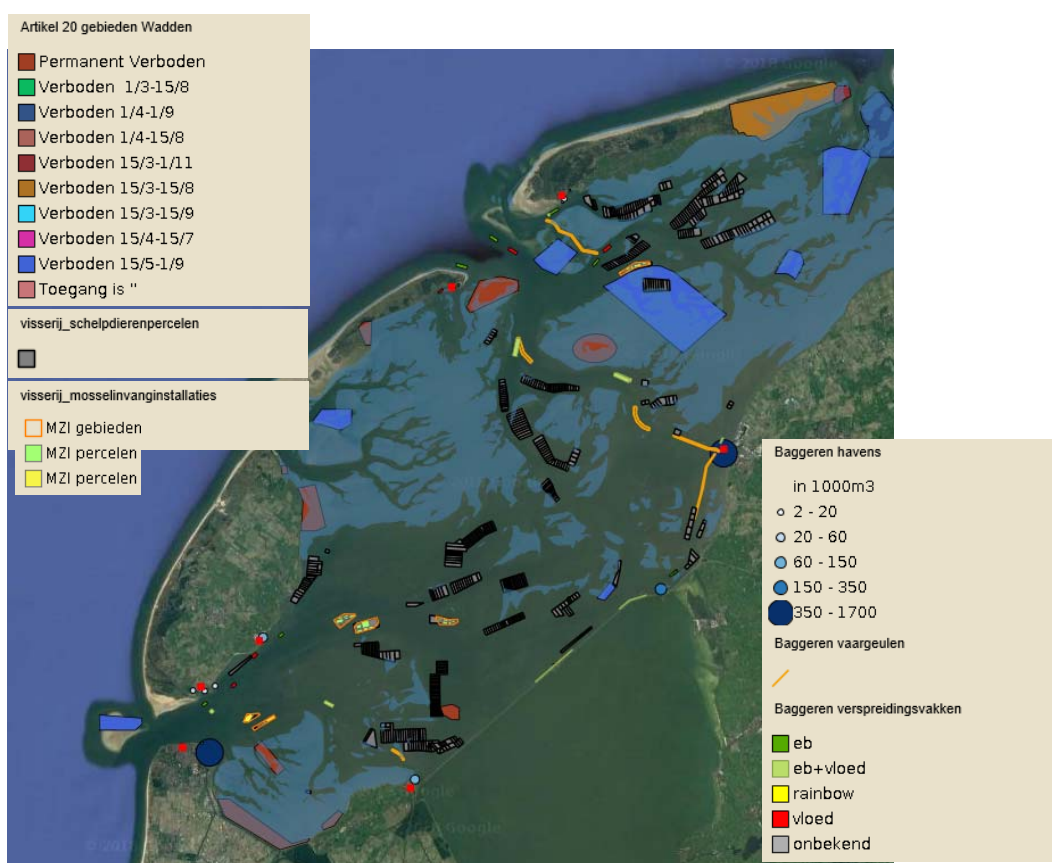 Artikel 20 gebieden Wadden
Permanent Verboden
Verboden 1/3-15/8
Verboden 1/4-1/9
Verboden 1/4-15/8
Verboden 15/3-1/11
Verboden 15/3-15/8
Verboden 15/3-15/9
Verboden 15/4-15/7
Verboden 15/5-1/9
Toegang is "
visserij_schelpdierenpercelen
visserij_mosselinvanginstallaties
MZI gebieden
MZI percelen
MZI percelen
© 2018 Google
Baggeren havens
in 1000m3
2 - 20
20 - 60
60 - 150
150 - 350
350 - 1700
Baggeren vaargeulen
Baggeren verspreidingsvakken
eb
eb+vloed
rainbow
vloed
onbekend
Google